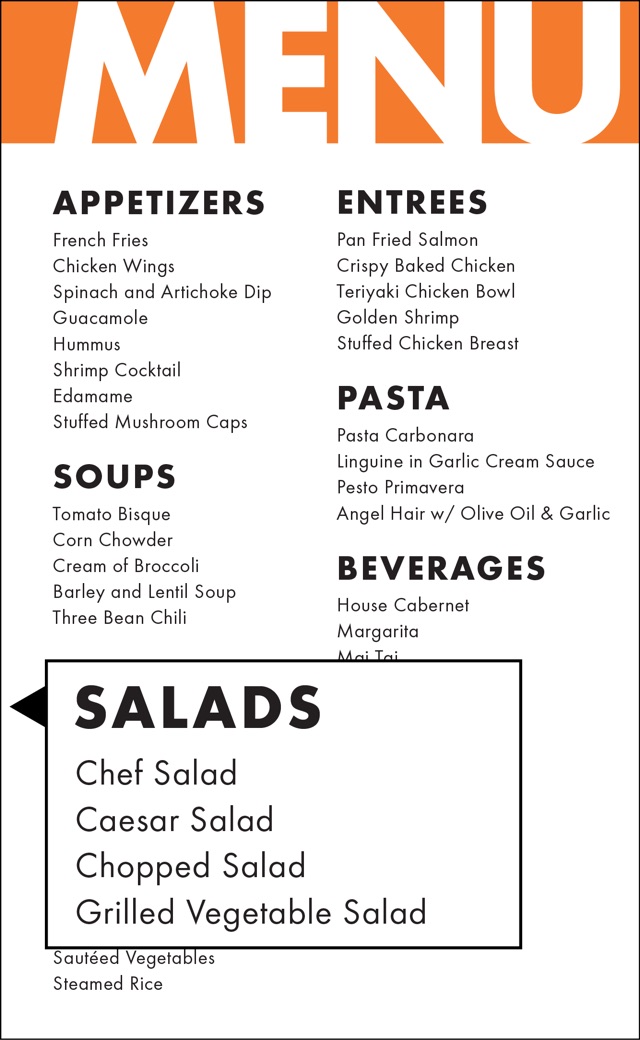 MENU
APPETIZERS
French Fries
Chicken Wings
Spinach and Artichoke Dip
Guacamole
Hummus
Shrimp Cocktail
Edamame
Stuffed Mushroom Caps
SOUPS
Tomato Bisque
Corn Chowder
Cream of Broccoli
Barley and Lentil Soup
Three Bean Chili
ENTREES
Pan Fried Salmon
Crispy Baked Chicken
Teriyaki Chicken Bowl
Golden Shrimp
Stuffed Chicken Breast
PASTA
Pasta Carbonara
Linguine in Garlic Cream Sauce
Pesto Primavera
Angel Hair w/ Olive Oil & Garlic
BEVERAGES
House Cabernet
Margarita
Mai Tai
SALADS
Chef Salad
Caesar Salad
Chopped Salad
Grilled Vegetable Salad
Sautéed Vegetables
Steamed Rice